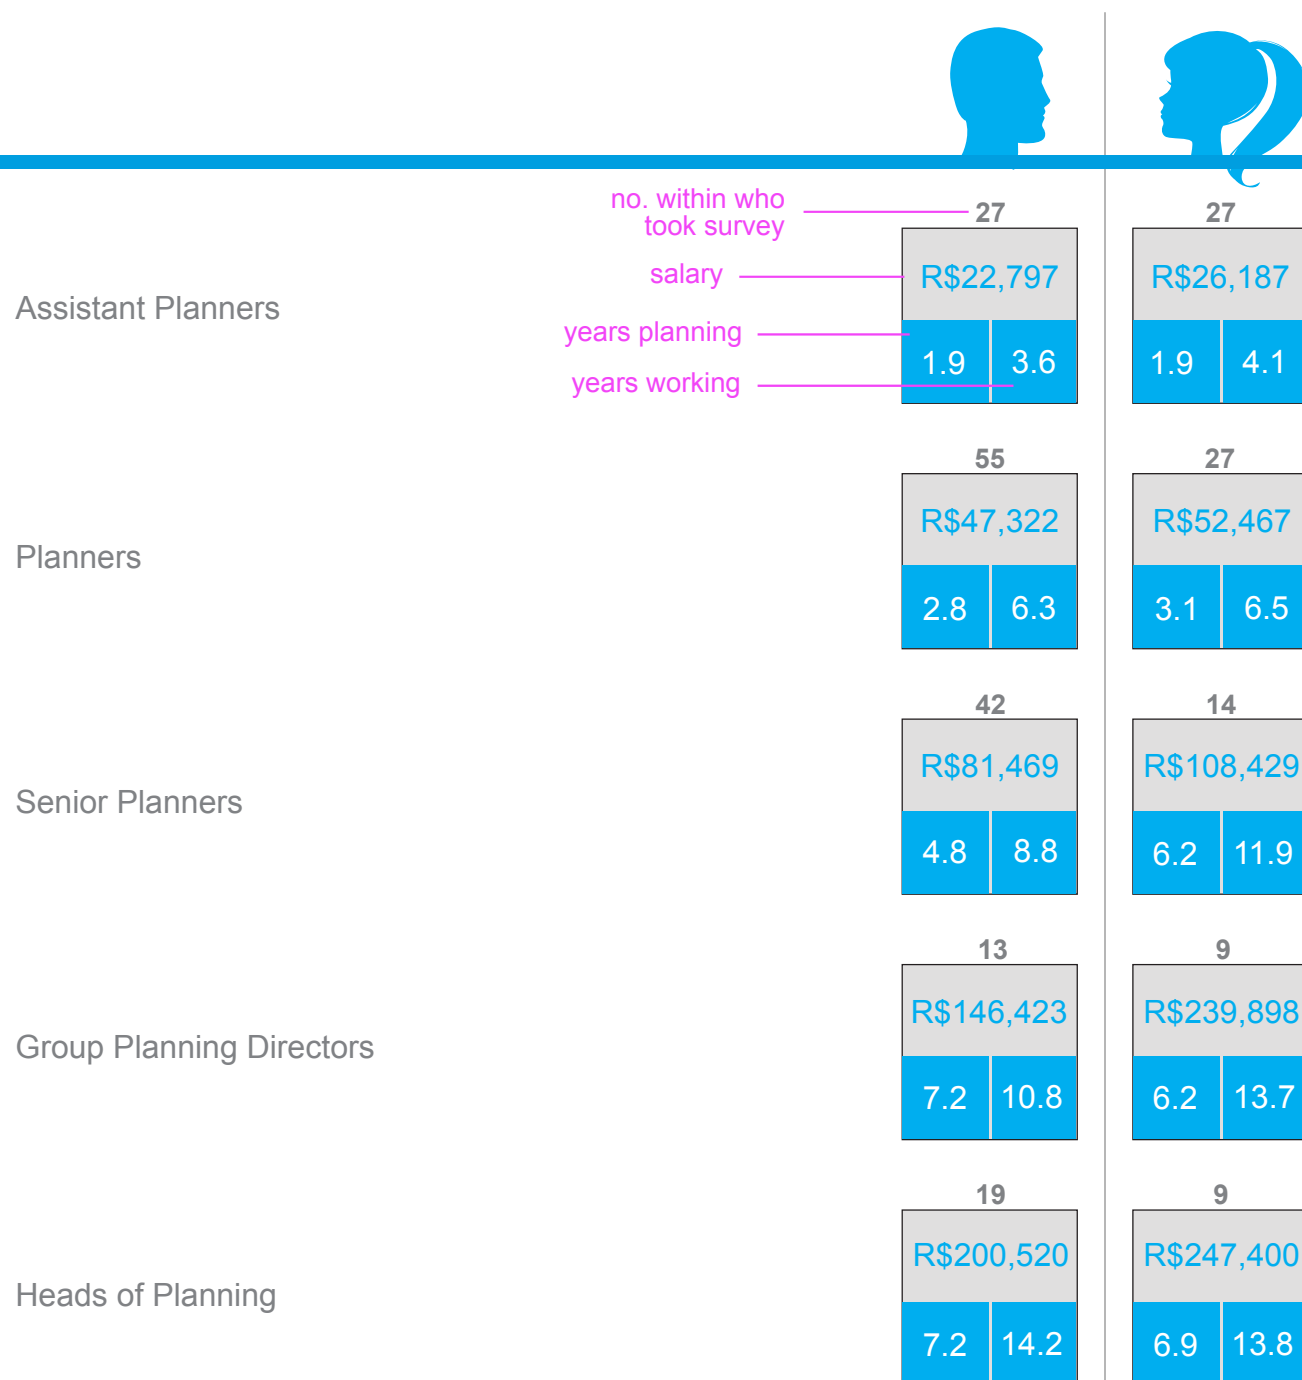 no. within who
took survey
27
27
salary
R$22,797
R$26,187
Assistant Planners
years planning
1.9
3.6
1.9
4.1
years working
55
27
R$47,322
R$52,467
Planners
2.8
6.3
3.1
6.5
42
14
R$81,469
R$108,429
Senior Planners
4.8
8.8
6.2
11.9
13
9
R$146,423
R$239,898
Group Planning Directors
7.2
10.8
6.2
13.7
19
9
R$200,520
R$247,400
Heads of Planning
7.2
14.2
6.9
13.8